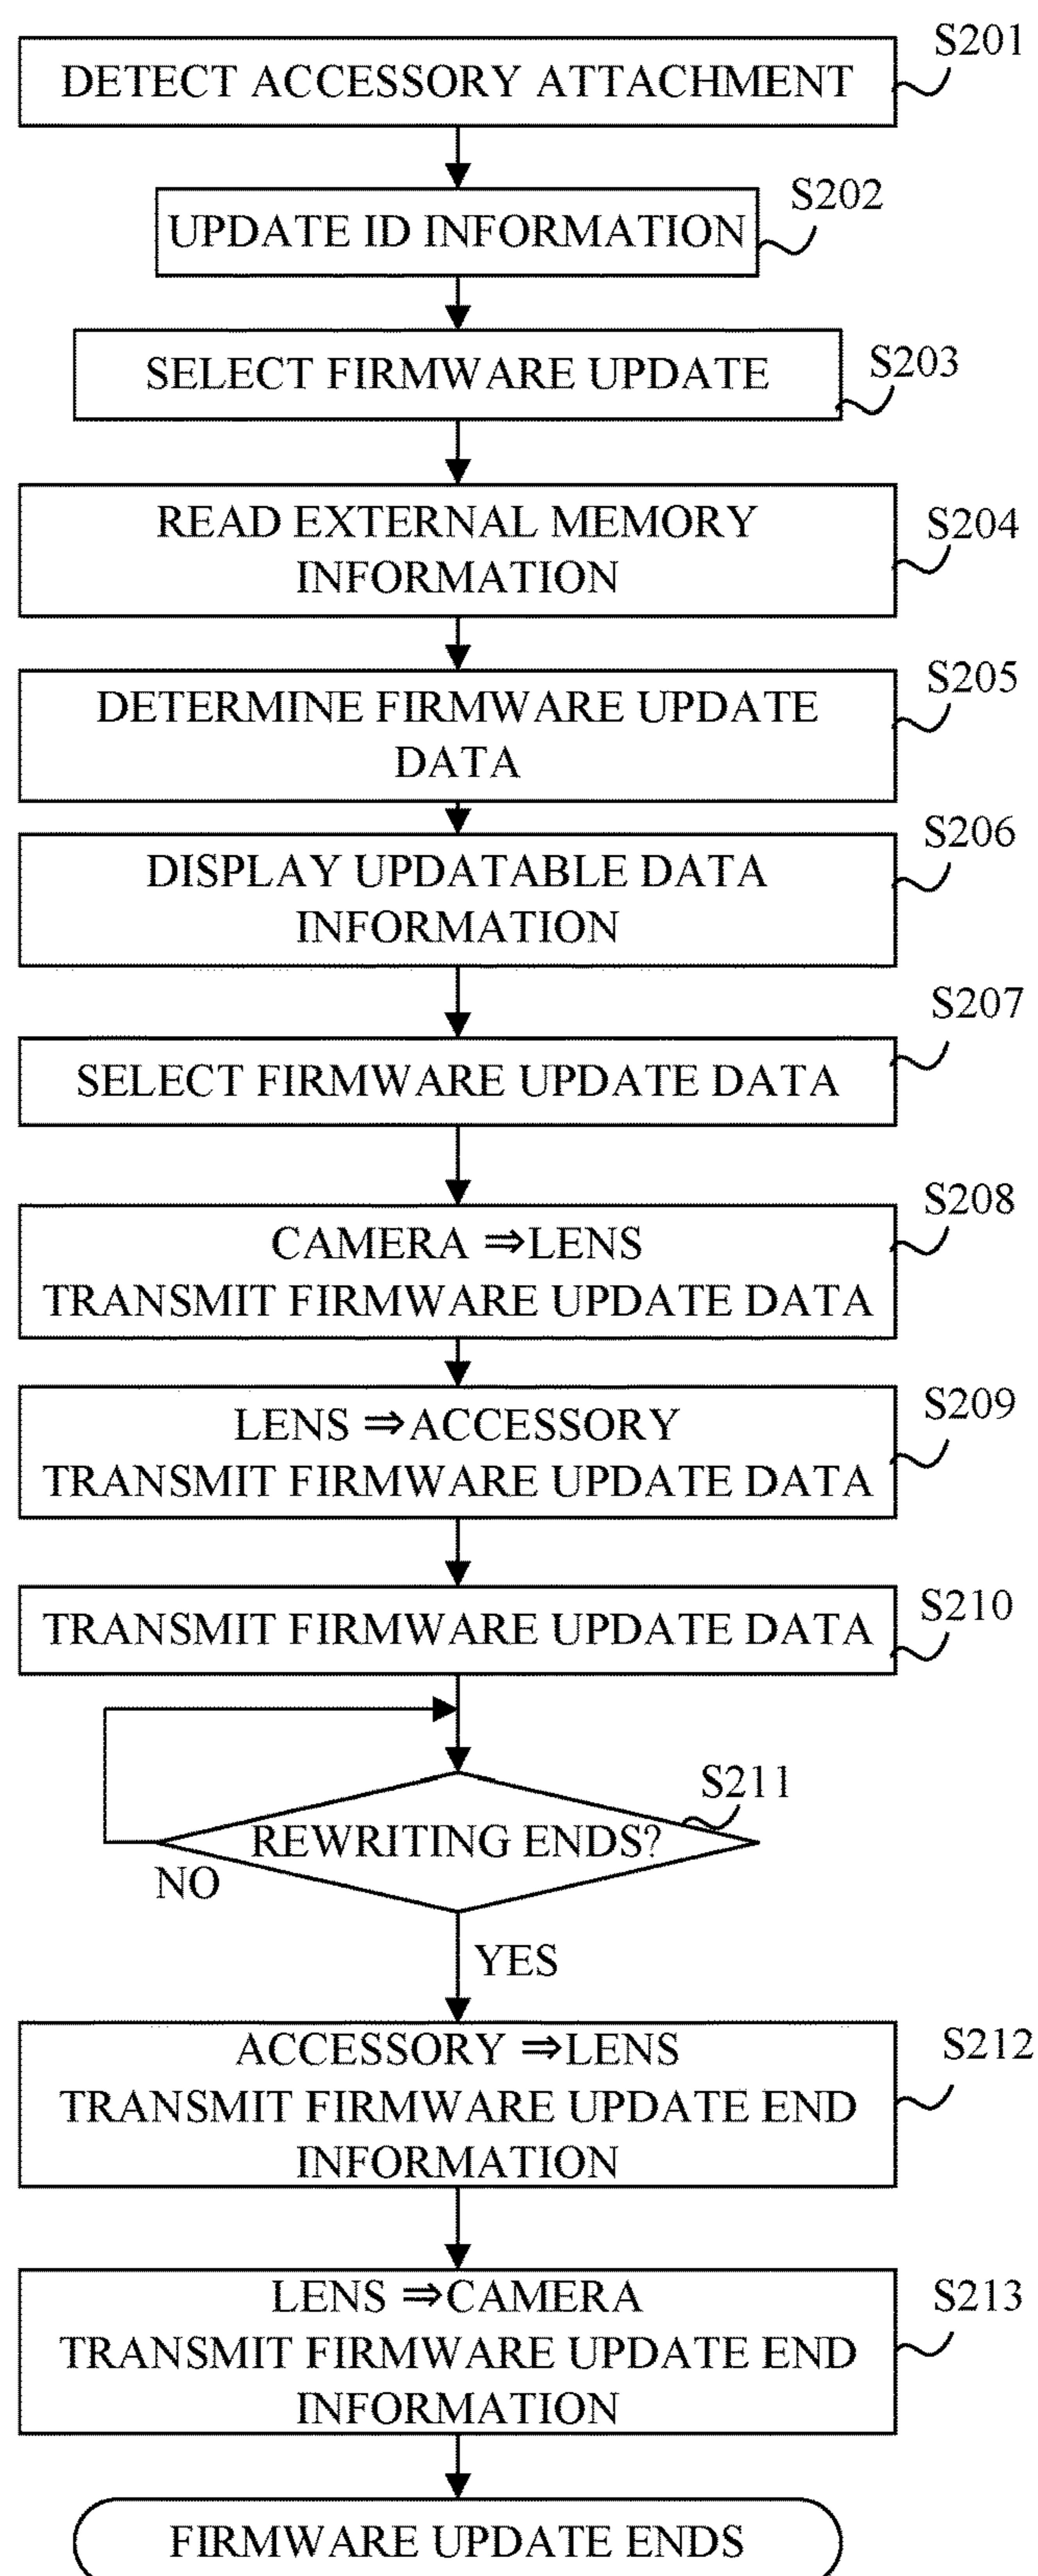 S201
DETECT ACCESSORY ATTACHMENT
S202
UPDATE ID INFORMATION
S203
SELECT FIRMWARE UPDATE
S204
READ EXTERNAL MEMORY
INFORMATION
S205
DETERMINE FIRMWARE UPDATE
DATA
S206
DISPLAY UPDATABLE DATA
INFORMATION
S207
SELECT FIRMWARE UPDATE DATA
S208
CAMERA ⇒LENS
TRANSMIT FIRMWARE UPDATE DATA
S209
LENS ⇒ACCESSORY
TRANSMIT FIRMWARE UPDATE DATA
S210
TRANSMIT FIRMWARE UPDATE DATA
S211
REWRITING ENDS?
NO
YES
S212
ACCESSORY ⇒LENS
TRANSMIT FIRMWARE UPDATE END
INFORMATION
S213
LENS ⇒CAMERA
TRANSMIT FIRMWARE UPDATE END
INFORMATION
FIRMWARE UPDATE ENDS